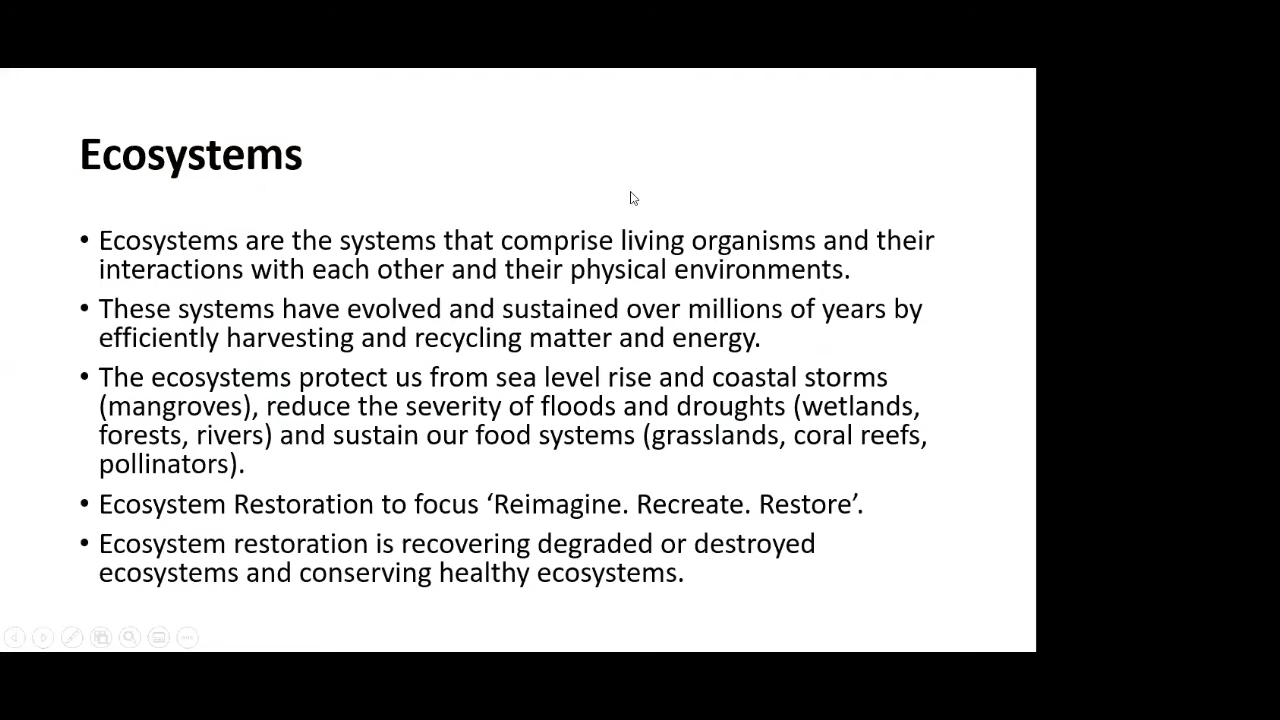 Ecosystems
• Ecosystems are the systems that comprise living organisms and their
interactions with each other and their physical environments.
• These systems have evolved and sustained over millions of years by
efficiently harvesting and recycling matter and energy.
• The ecosystems protect us from sea level rise and coastal storms
(mangroves), reduce the severity of floods and droughts (wetlands,
forests, rivers) and sustain our food systems (grasslands, coral reefs,
pollinators).
• Ecosystem Restoration to focus ‘Reimagine. Recreate. Restore’.
• Ecosystem restoration is recovering degraded or destroyed
ecosystems and conserving healthy ecosystems.